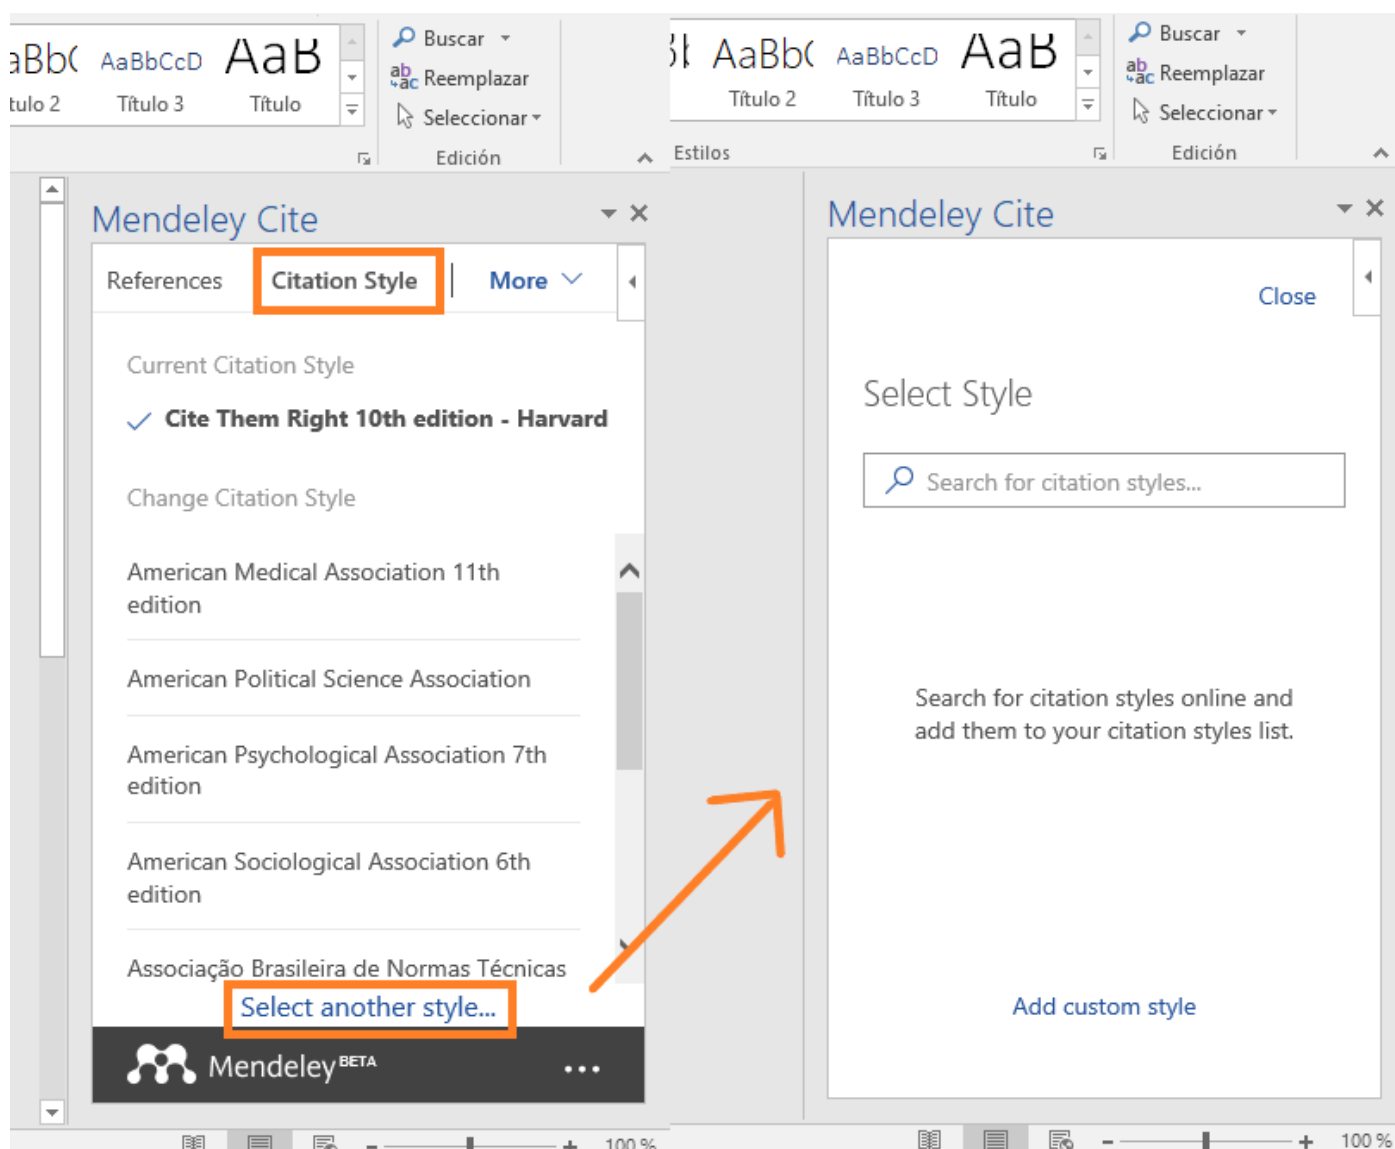 aBb( AaBbCcD AaB
tulo 2 Título 3 Título
Buscar
Reemplazar
Seleccionar
Edición
Mendeley Cite
References Citation Style More
Current Citation Style
Cite Them Right 10th edition - Harvard
Change Citation Style
American Medical Association 11th
edition
American Political Science Association
American Psychological Association 7th
edition
American Sociological Association 6th
edition
Associação Brasileira de Normas Técnicas
Select another style...
Mendeley BETA
100 %
AaBb( AaBbCcD AaB
Título 2 Título 3 Título
Estilos
Buscar
Reemplazar
Seleccionar
Edición
Mendeley Cite
Close
Select Style
Search for citation styles...
Search for citation styles online and
add them to your citation styles list.
Add custom style
100 %